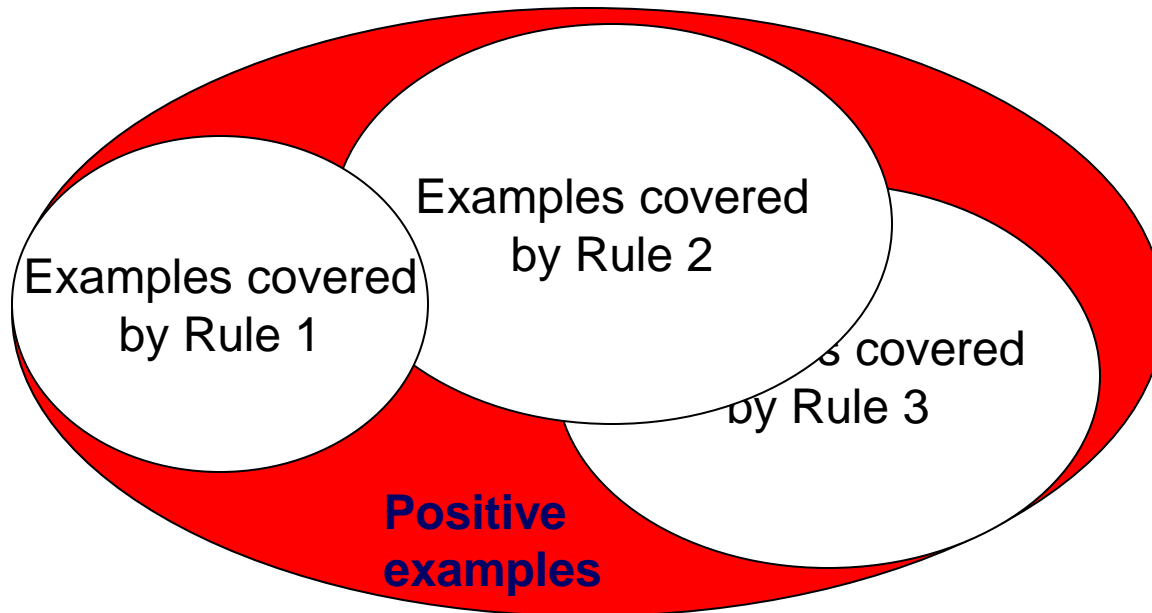 Examples covered
by Rule 2
Examples covered
by Rule 1
covered
by Rule 3
Positive
examples